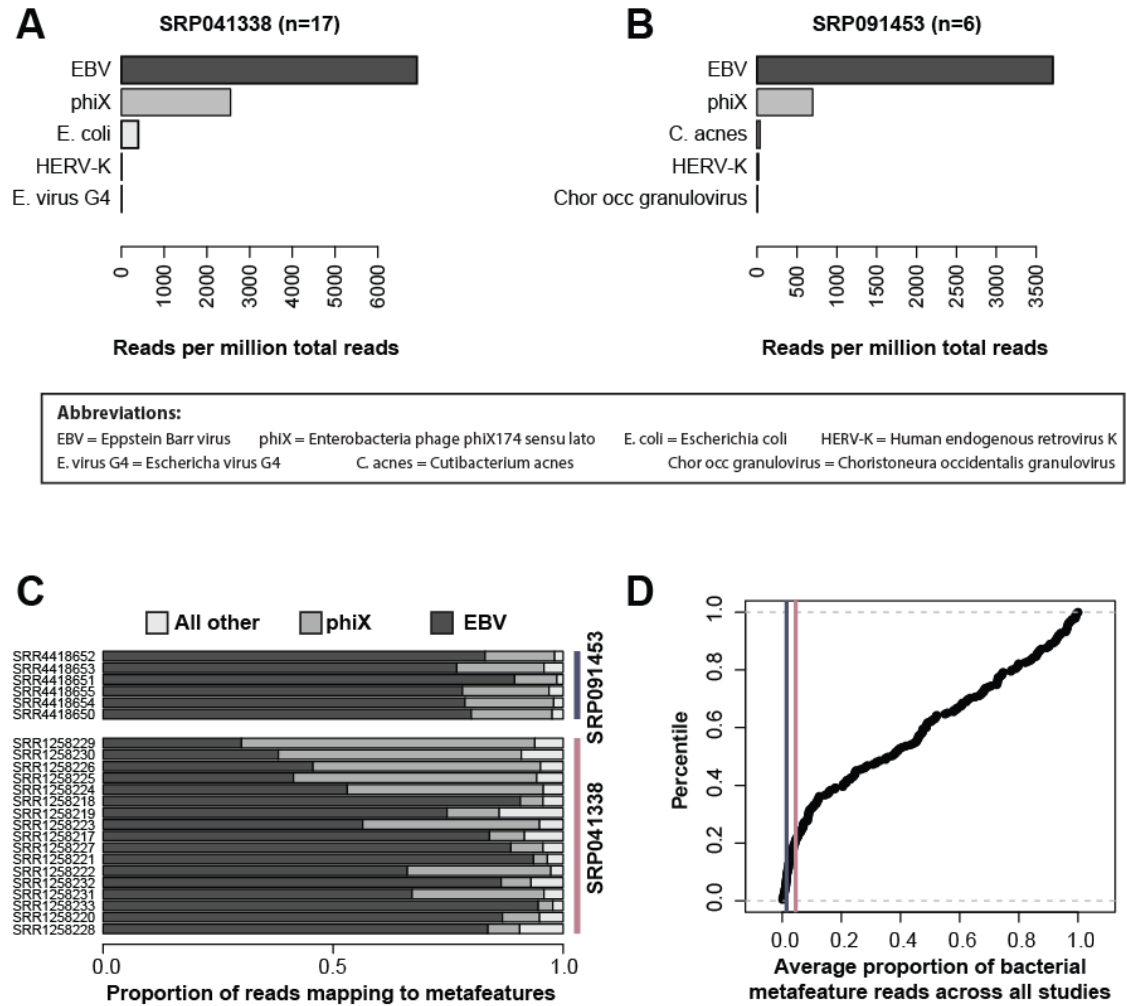 A
SRP041338 (n=17)
EBV
phiX
E. coli
HERV-K
E. virus G4
0 1000 2000 3000 4000 5000 6000
Reads per million total reads
B
SRP091453 (n=6)
EBV
phiX
C. acnes
HERV-K
Chor occ granulovirus
0 500 1000 1500 2000 2500 3000 3500
Reads per million total reads
Abbreviations:
EBV = Eppstein Barr virus phiX = Enterobacteria phage phiX174 sensu lato E. coli = Escherichia coli HERV-K = Human endogenous retrovirus K
E. virus G4 = Eschericha virus G4 C. acnes = Cutibacterium acnes Chor occ granulovirus = Choristoneura occidentalis granulovirus
C
All other phiX EBV
SRR4418652
SRR4418653
SRR4418651
SRR4418655
SRR4418654
SRR4418650
SRP091453
SRR1258229
SRR1258230
SRR1258226
SRR1258225
SRR1258224
SRR1258218
SRR1258219
SRR1258223
SRR1258217
SRR1258227
SRR1258221
SRR1258222
SRR1258232
SRR1258231
SRR1258233
SRR1258220
SRR1258228
SRP041338
0.0 0.5 1.0
Proportion of reads mapping to metafeatures
D
Percentile
1.0
0.8
0.6
0.4
0.2
0.0
0.0 0.2 0.4 0.6 0.8 1.0
Average proportion of bacterial
metafeature reads across all studies